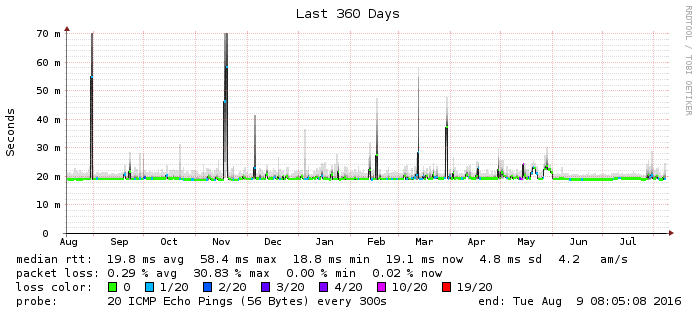 Last 360 Days
RRDTOOL / TOBI OETIKER
Seconds
70 m
60 m
50 m
40 m
30 m
20 m
10 m
0
Aug Sep Oct Nov Dec Jan Feb Mar Apr May Jun Jul
median rtt: 19.8 ms avg 58.4 ms max 18.8 ms min 19.1 ms now 4.8 ms sd 4.2 am/s
packet loss: 0.29 % avg 30.83 % max 0.00 % min 0.02 % now
loss color: 0 1/20 2/20 3/20 4/20 10/20 19/20
probe: 20 ICMP Echo Pings (56 Bytes) every 300s end: Tue Aug 9 08:05:08 2016